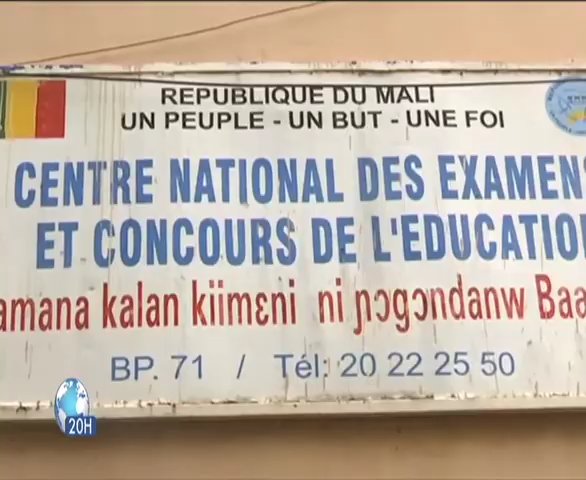 REPUBLIQUE DU MALI
UN PEUPLE - UN BUT - UNE FOI
CENTRE NATIONAL DES EXAMEN
ET CONCOURS DE L'EDUCATIO
amana kalan kiimɛni ni ɲɔgɔndanw Baa
BP. 71 / Tél: 20 22 25 50
20H